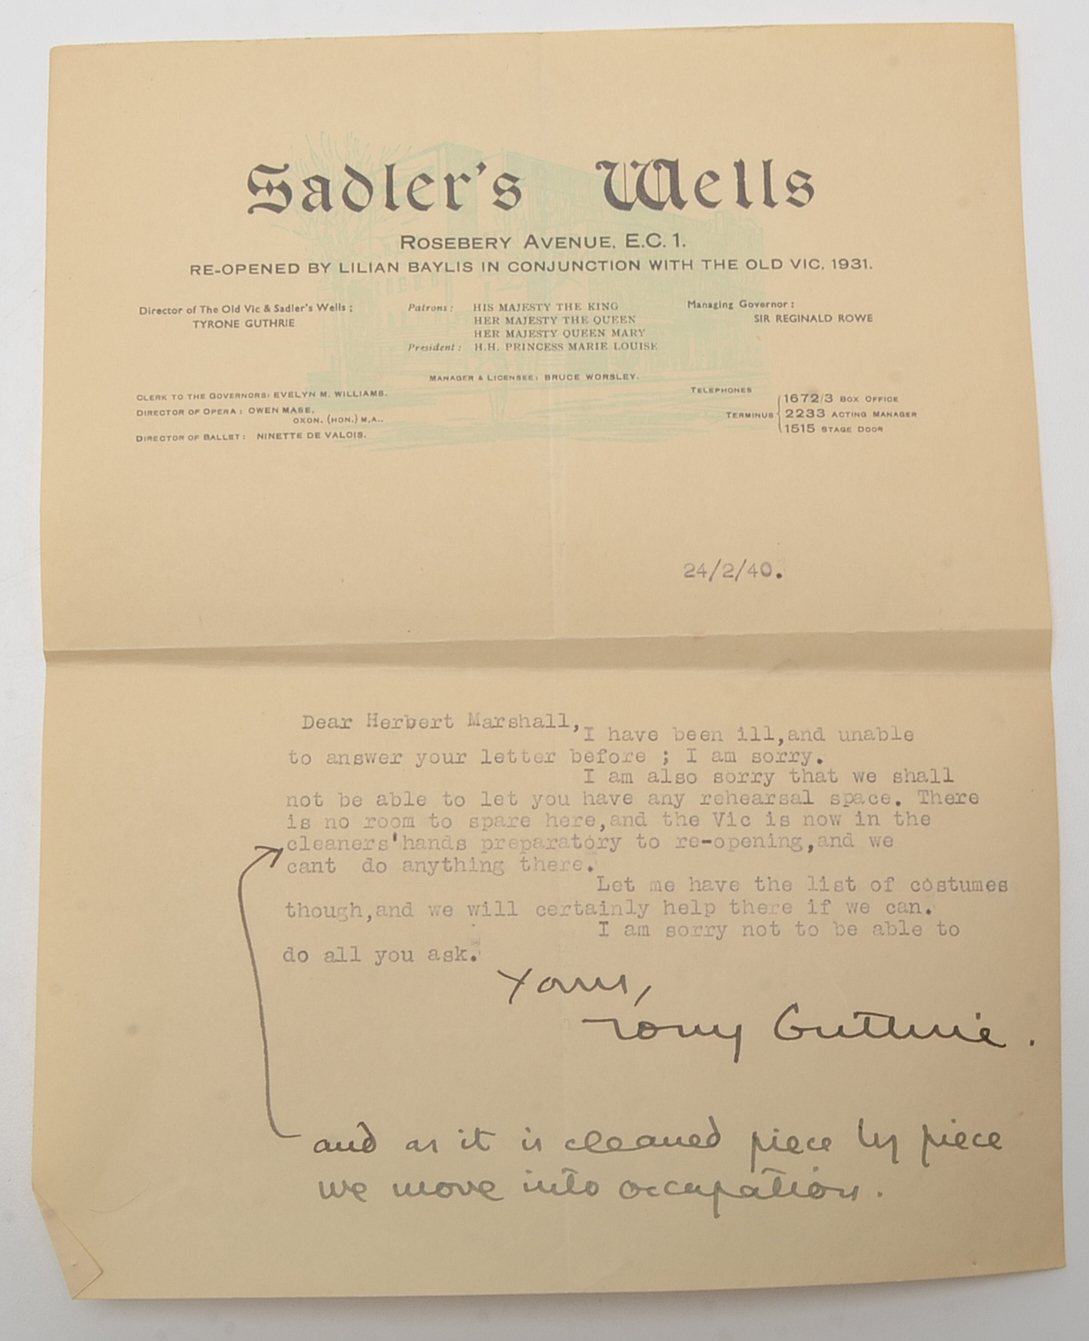 Sadler's Wells
ROSEBERY AVENUE, E.C. 1.
RE-OPENED BY LILIAN BAYLIS IN CONJUNCTION WITH THE OLD VIC, 1931.
Director of The Old Vic & Sadler's Wells ;
TYRONE GUTHRIE
Patrons : HIS MAJESTY THE KING
HER MAJESTY THE QUEEN
HER MAJESTY QUEEN MARY
President : H.H. PRINCESS MARIE LOUISE
Managing Governor :
SIR REGINALD ROWE
MANAGER & LICENSEE: BRUCE WORSLEY.
CLERK TO THE GOVERNORS: EVELYN M. WILLIAMS.
DIRECTOR OF OPERA : OWEN MASE.
OXON. (HON.) M.A..
DIRECTOR OF BALLET : NINETTE DE VALOIS.
TELEPHONES
TERMINUS
1672/3 BOX OFFICE
2233 ACTING MANAGER
1515 STAGE DOOR
24/2/40.
Dear Herbert Marshall,
I have been ill,and unable
to answer your letter before ; I am sorry.
I am also sorry that we shall
not be able to let you have any rehearsal space. There
is no room to spare here,and the Vic is now in the
cleaners'hands preparatory to re-opening,and we
cant do anything there.
Let me have the list of costumes
though,and we will certainly help there if we can.
I am sorry not to be able to
do all you ask.
Yours,
Tony Guthrie.
and as it is cleaned piece by piece
we move into occupation.